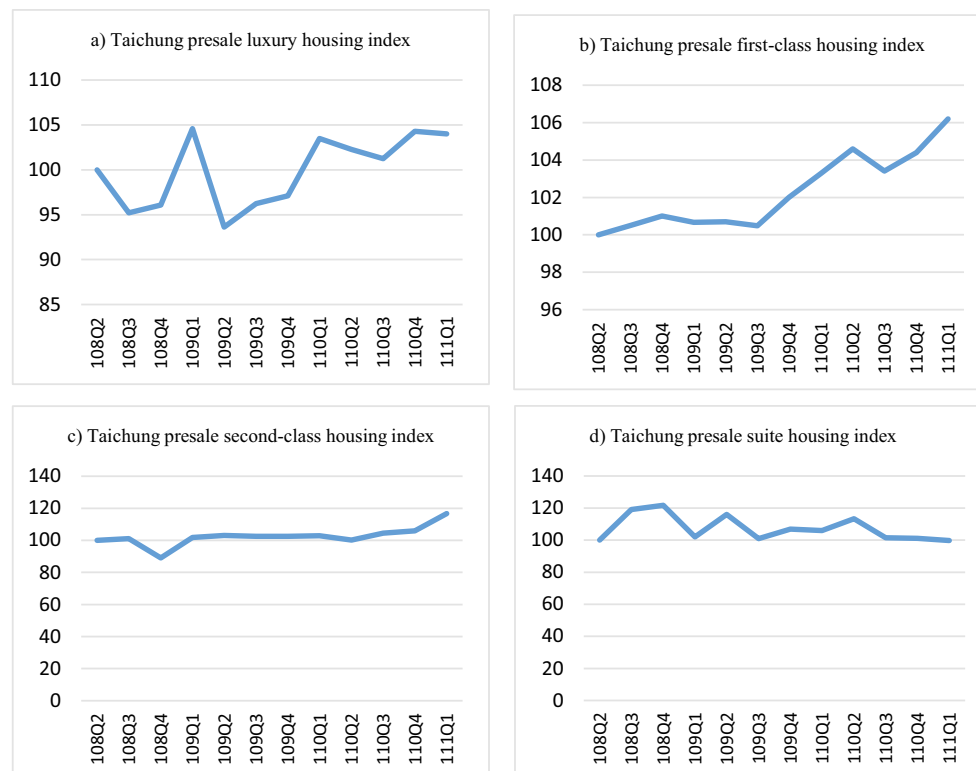 a) Taichung presale luxury housing index
110
105
100
95
90
85
108Q2
108Q3
108Q4
109Q1
109Q2
109Q3
109Q4
110Q1
110Q2
110Q3
110Q4
111Q1
b) Taichung presale first-class housing index
108
106
104
102
100
98
96
108Q2
108Q3
108Q4
109Q1
109Q2
109Q3
109Q4
110Q1
110Q2
110Q3
110Q4
111Q1
c) Taichung presale second-class housing index
140
120
100
80
60
40
20
0
108Q2
108Q3
108Q4
109Q1
109Q2
109Q3
109Q4
110Q1
110Q2
110Q3
110Q4
111Q1
d) Taichung presale suite housing index
140
120
100
80
60
40
20
0
108Q2
108Q3
108Q4
109Q1
109Q2
109Q3
109Q4
110Q1
110Q2
110Q3
110Q4
111Q1